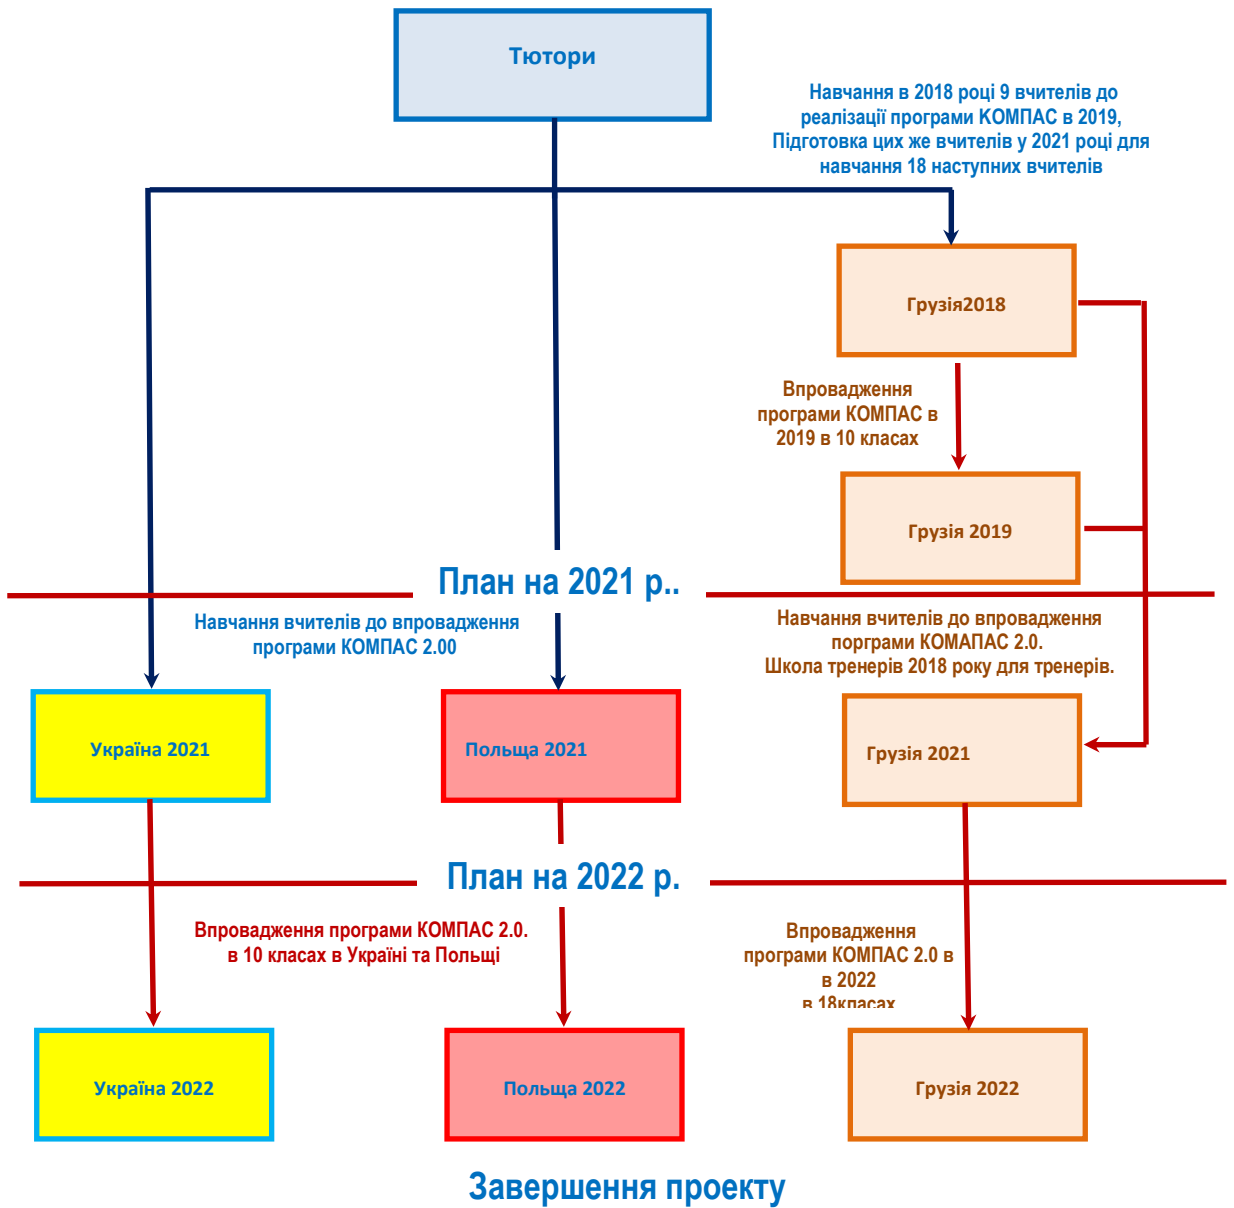 Тютори
Навчання в 2018 році 9 вчителів до
реалізації програми КОМПАС в 2019,
Підготовка цих же вчителів у 2021 році для
навчання 18 наступних вчителів
Грузія2018
Впровадження
програми КОМПАС в
2019 в 10 класах
Грузія 2019
План на 2021 р..
Навчання вчителів до впровадження
програми КОМПАС 2.00
Навчання вчителів до впровадження
порграми КОМАПАС 2.0.
Школа тренерів 2018 року для тренерів.
Україна 2021
Польща 2021
Грузія 2021
План на 2022 р.
Впровадження програми КОМПАС 2.0.
в 10 класах в Україні та Польщі
Впровадження
програми КОМПАС 2.0 в
в 2022
в 18класах
Україна 2022
Польща 2022
Грузія 2022
Завершення проекту